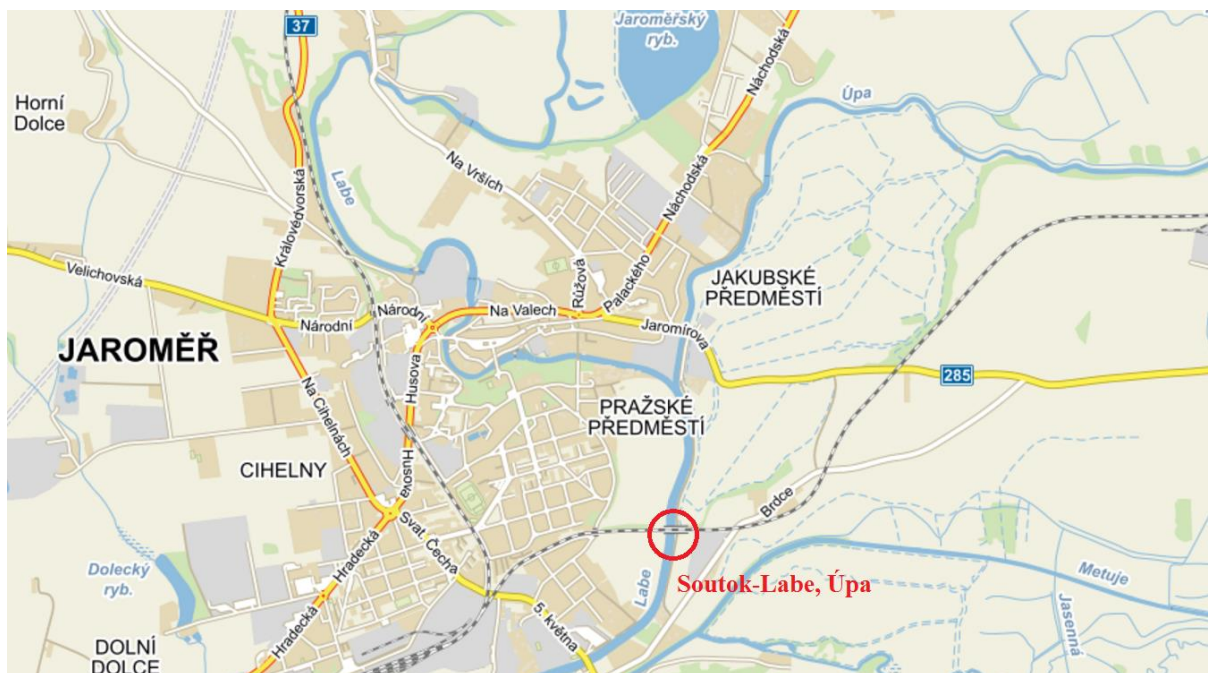 37
Jaroměřský
ryb.
Náchodská
Horní
Dolce
Úpa
Labe
Na Vrších
Náchodská
Královédvorská
Velichovská
Růžová
Palackého
JAKUBSKÉ
PŘEDMĚSTÍ
Národní
Národní
Na Valech
Jaromírova
JAROMĚŘ
Husova
285
Na Cihelnách
PRAŽSKÉ
PŘEDMĚSTÍ
CIHELNY
Husova
Brdce
Svat. Čecha
Hradecká
Dolecký
ryb.
Labe
Soutok-Labe, Úpa
Metuje
Jasenná
5. května
Hradecká
DOLNÍ
DOLCE